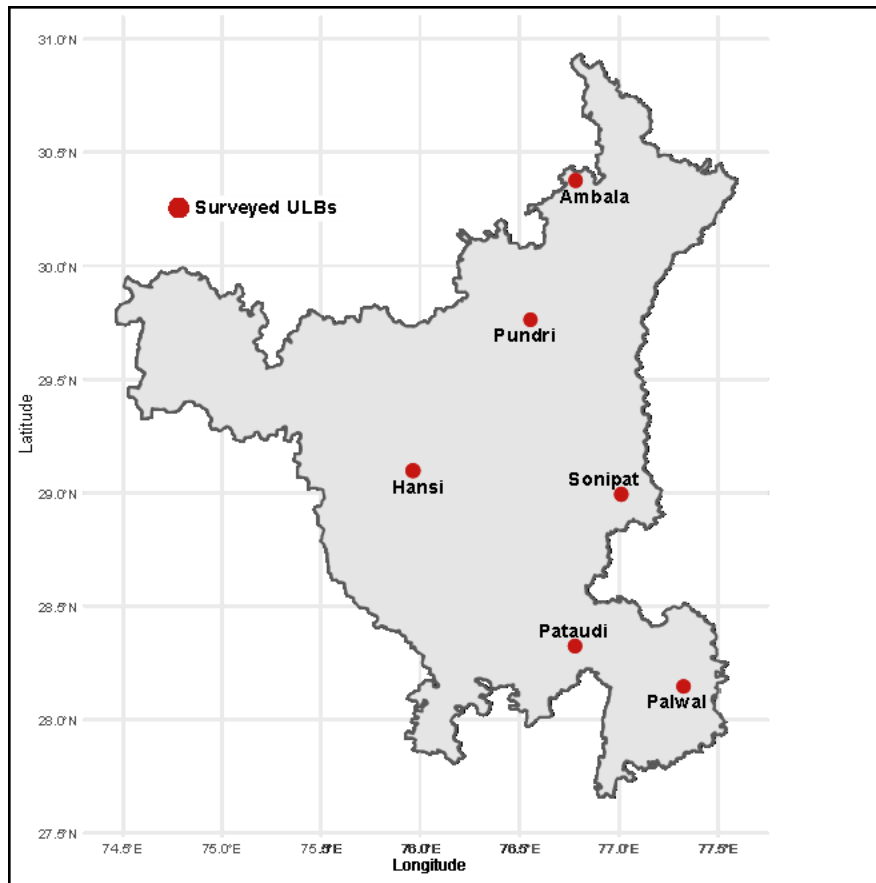 31.0°N
30.5°N
Ambala
Surveyed ULBs
30.0°N
Pundri
29.5°N
Latitude
Hansi
Sonipat
29.0°N
28.5°N
Pataudi
Palwal
28.0°N
27.5°N
74.5°E 75.0°E 75.5°E 76.0°E 76.5°E 77.0°E 77.5°E
Longitude